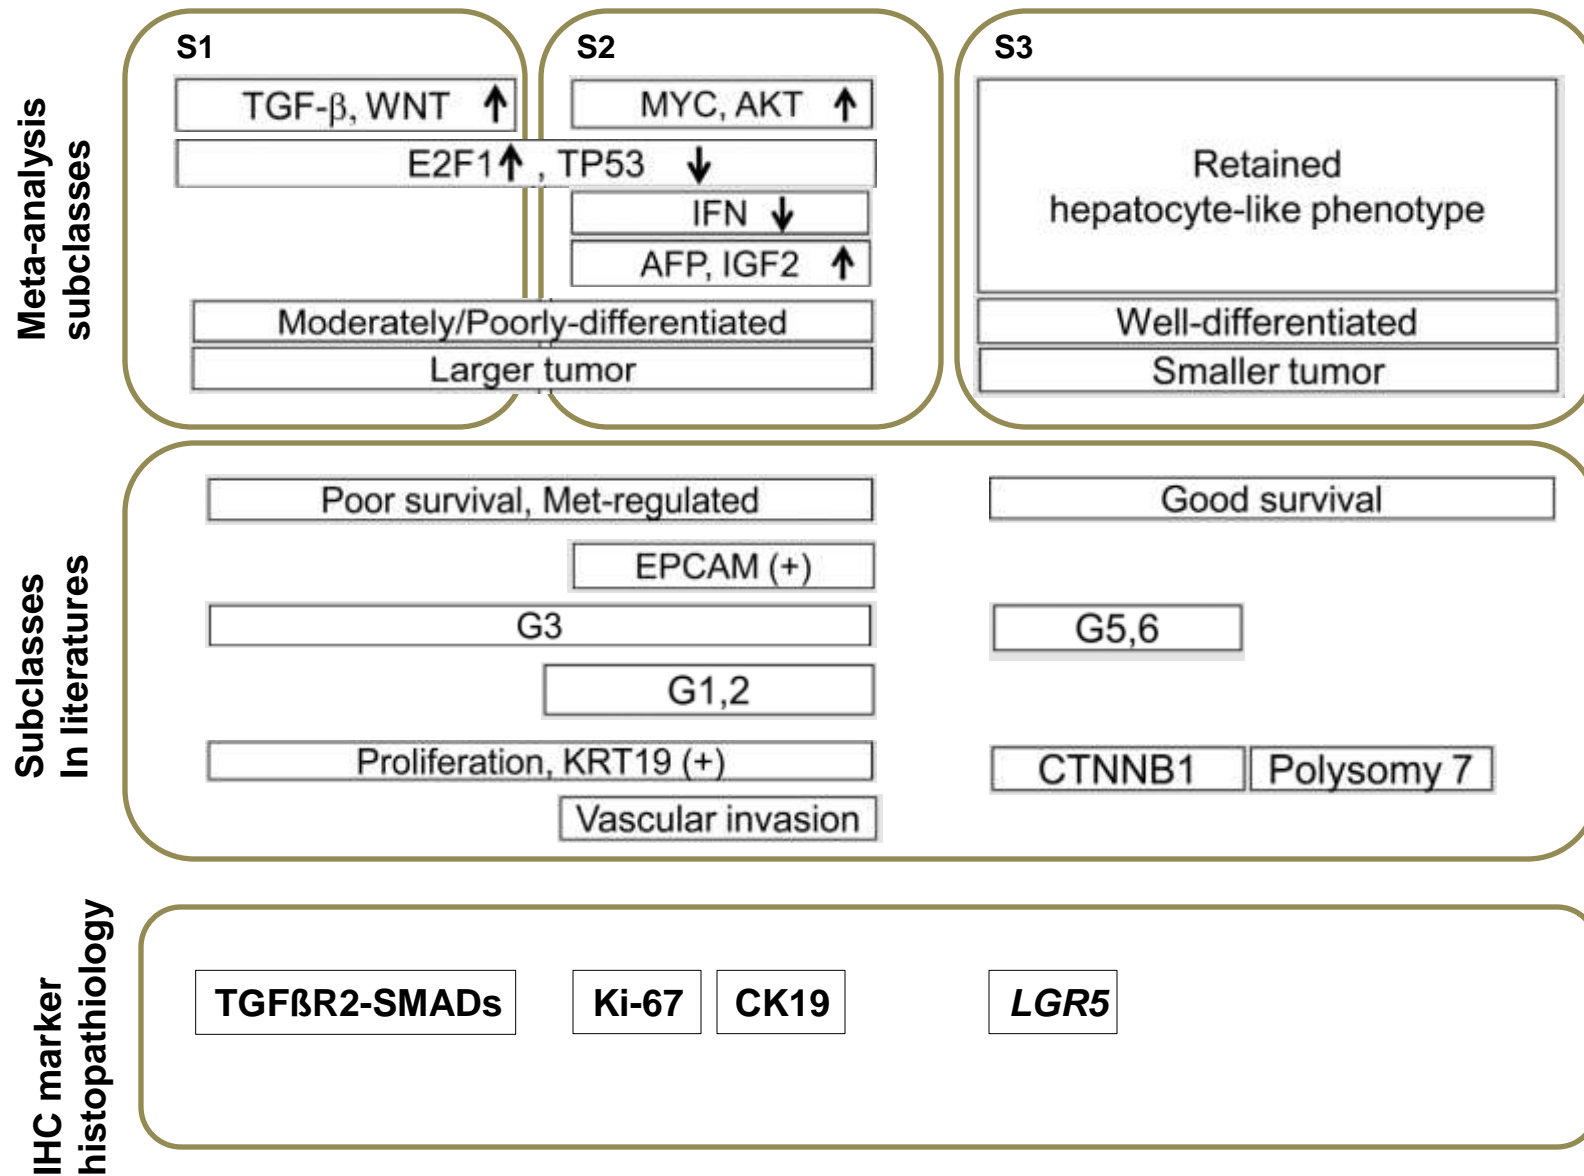 Meta-analysis
subclasses
S1
S2
S3
TGF-β, WNT ↑
MYC, AKT ↑
E2F1↑ , TP53 ↓
IFN ↓
AFP, IGF2 ↑
Retained
hepatocyte-like phenotype
Moderately/Poorly-differentiated
Well-differentiated
Larger tumor
Smaller tumor
Subclasses
In literatures
Poor survival, Met-regulated
Good survival
EPCAM (+)
G3
G5,6
G1,2
Proliferation, KRT19 (+)
CTNNB1
Polysomy 7
Vascular invasion
IHC marker
histopathiology
TGFßR2-SMADs
Ki-67
CK19
LGR5